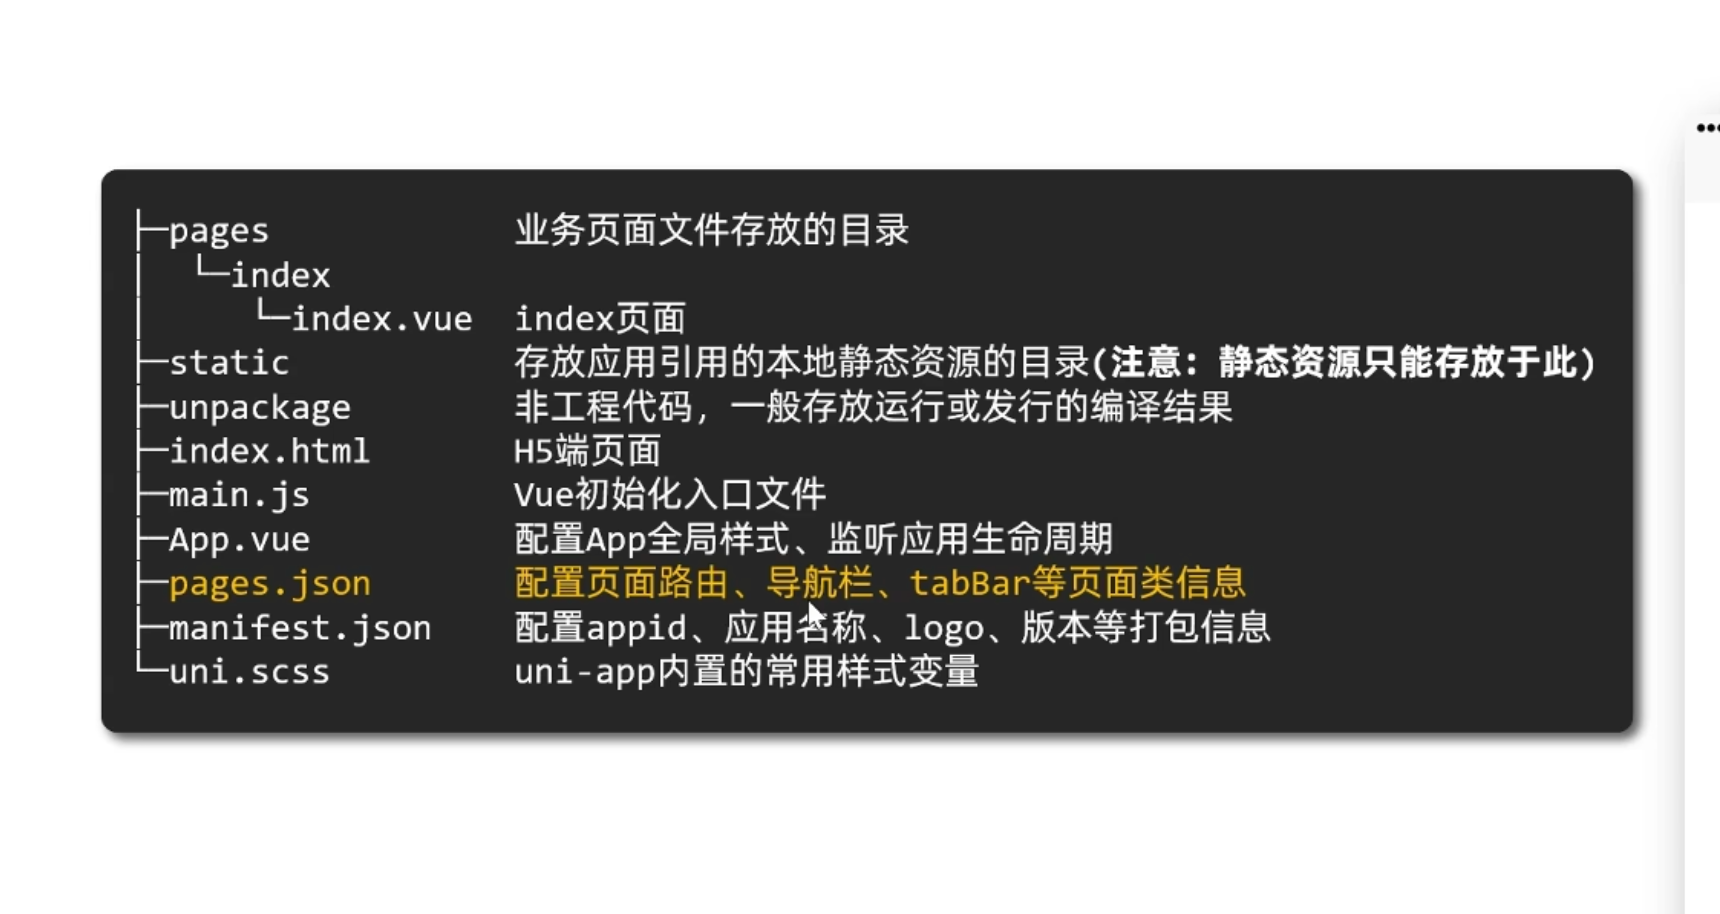 ├─pages 业务页面文件存放的目录
│ └─index
│ └─index.vue index页面
├─static 存放应用引用的本地静态资源的目录(注意：静态资源只能存放于此)
├─unpackage 非工程代码，一般存放运行或发行的编译结果
├─index.html H5端页面
├─main.js Vue初始化入口文件
├─App.vue 配置App全局样式、监听应用生命周期
├─pages.json 配置页面路由、导航栏、tabBar等页面类信息
├─manifest.json 配置appid、应用名称、logo、版本等打包信息
└─uni.scss uni-app内置的常用样式变量